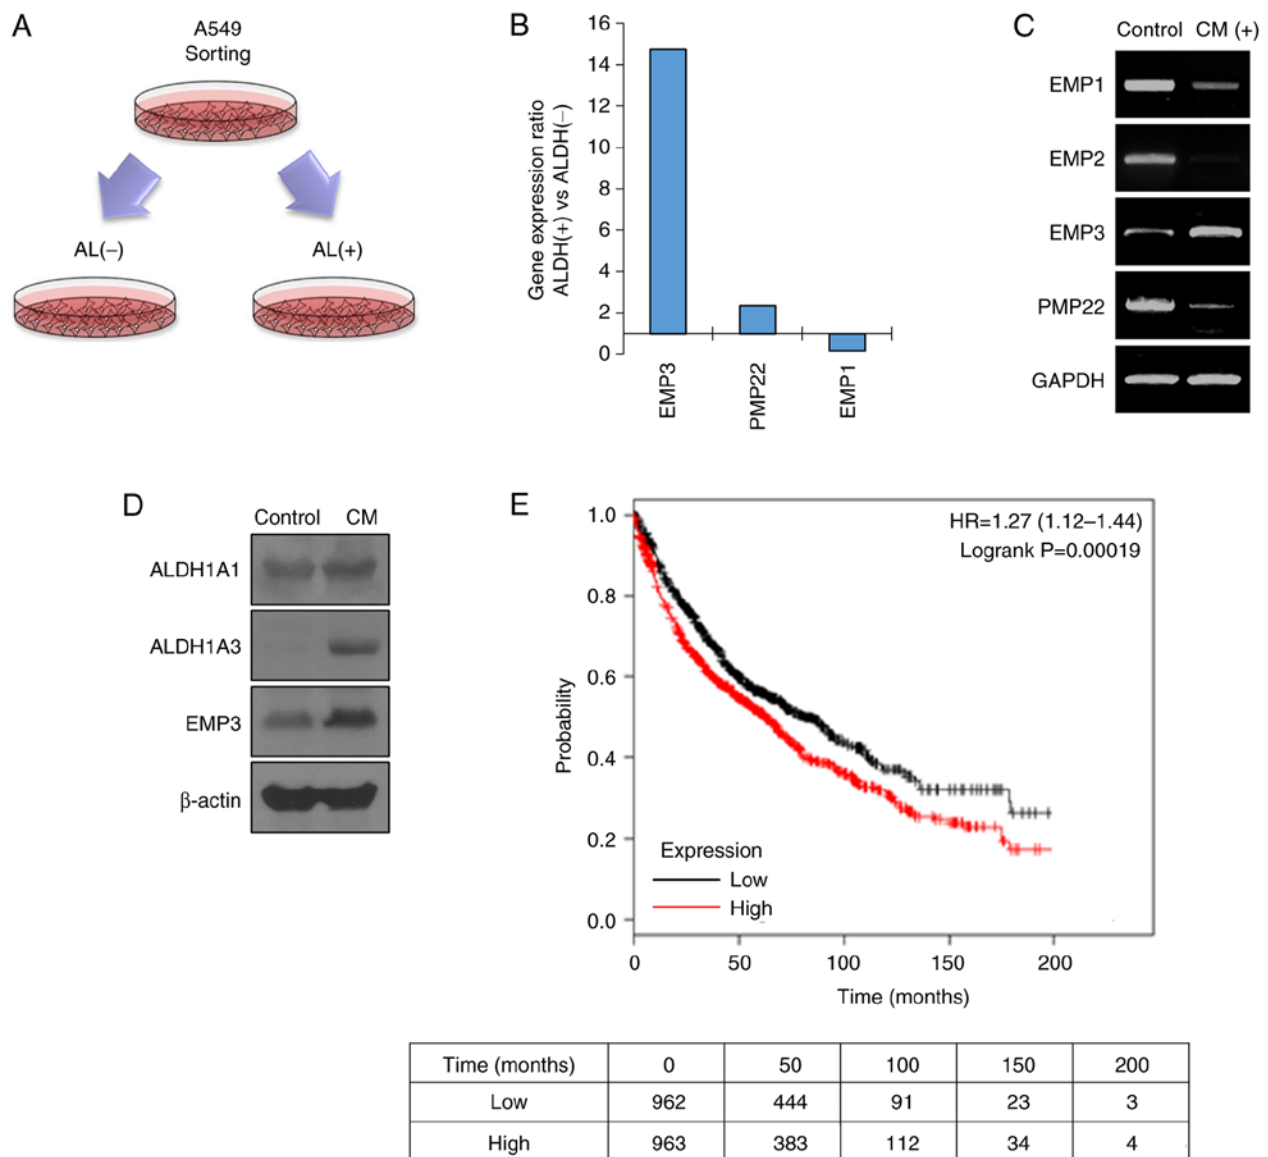 A
A549
Sorting
AL(−)
AL(+)
B
Gene expression ratio
ALDH(+) vs ALDH(−)
16
14
12
10
8
6
4
2
0
EMP3
PMP22
EMP1
C
Control CM (+)
EMP1
EMP2
EMP3
PMP22
GAPDH
D
Control CM
ALDH1A1
ALDH1A3
EMP3
β-actin
E
HR=1.27 (1.12–1.44)
Logrank P=0.00019
Probability
1.0
0.8
0.6
0.4
0.2
0.0
Expression
Low
High
0 50 100 150 200
Time (months)
Time (months) 0 50 100 150 200
Low 962 444 91 23 3
High 963 383 112 34 4